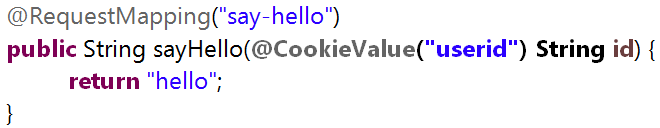 @RequestMapping("say-hello")
public String sayHello(@CookieValue("userid") String id) {
return "hello";
}